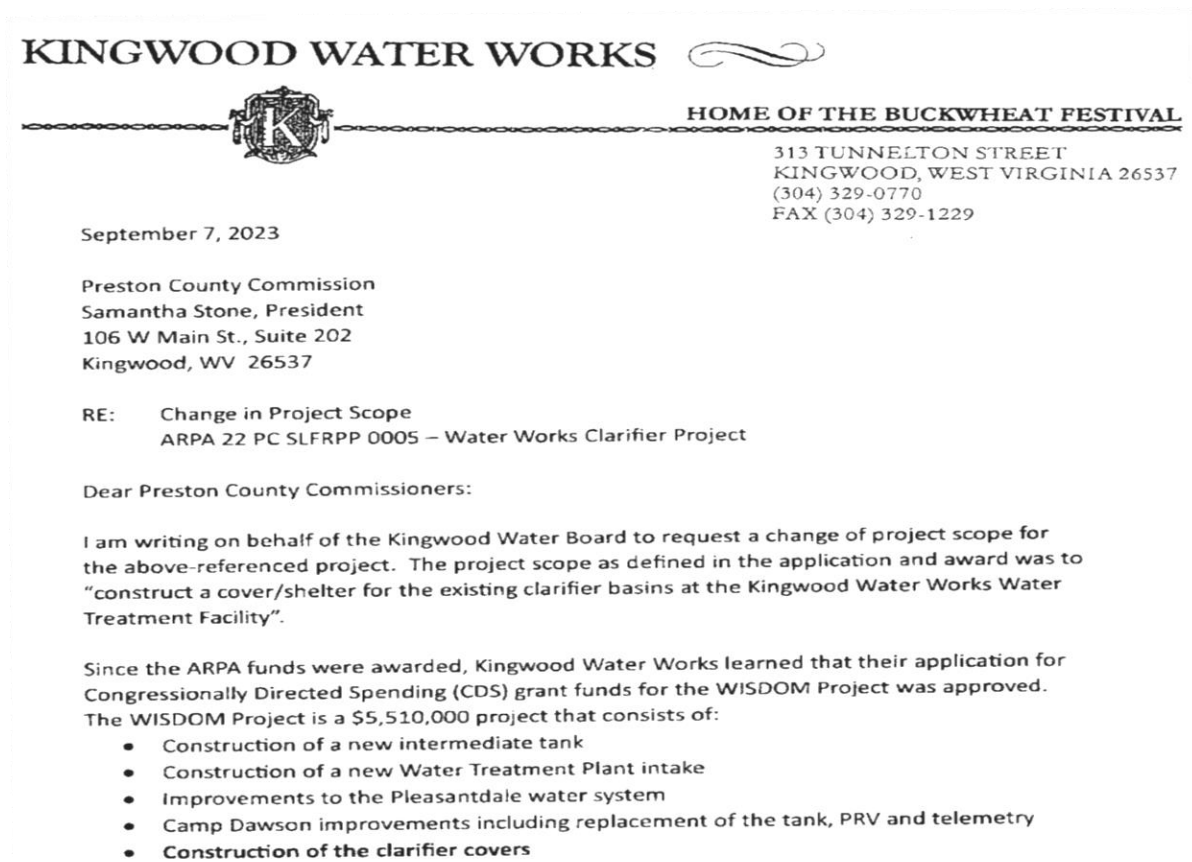 KINGWOOD WATER WORKS
K
HOME OF THE BUCKWHEAT FESTIVAL
313 TUNNELTON STREET
KINGWOOD, WEST VIRGINIA 26537
(304) 329-0770
FAX (304) 329-1229
September 7, 2023
Preston County Commission
Samantha Stone, President
106 W Main St., Suite 202
Kingwood, WV 26537
RE: Change in Project Scope
ARPA 22 PC SLFRPP 0005 – Water Works Clarifier Project
Dear Preston County Commissioners:
I am writing on behalf of the Kingwood Water Board to request a change of project scope for
the above-referenced project. The project scope as defined in the application and award was to
“construct a cover/shelter for the existing clarifier basins at the Kingwood Water Works Water
Treatment Facility”.
Since the ARPA funds were awarded, Kingwood Water Works learned that their application for
Congressionally Directed Spending (CDS) grant funds for the WISDOM Project was approved.
The WISDOM Project is a $5,510,000 project that consists of:
• Construction of a new intermediate tank
• Construction of a new Water Treatment Plant intake
• Improvements to the Pleasantdale water system
• Camp Dawson improvements including replacement of the tank, PRV and telemetry
• Construction of the clarifier covers